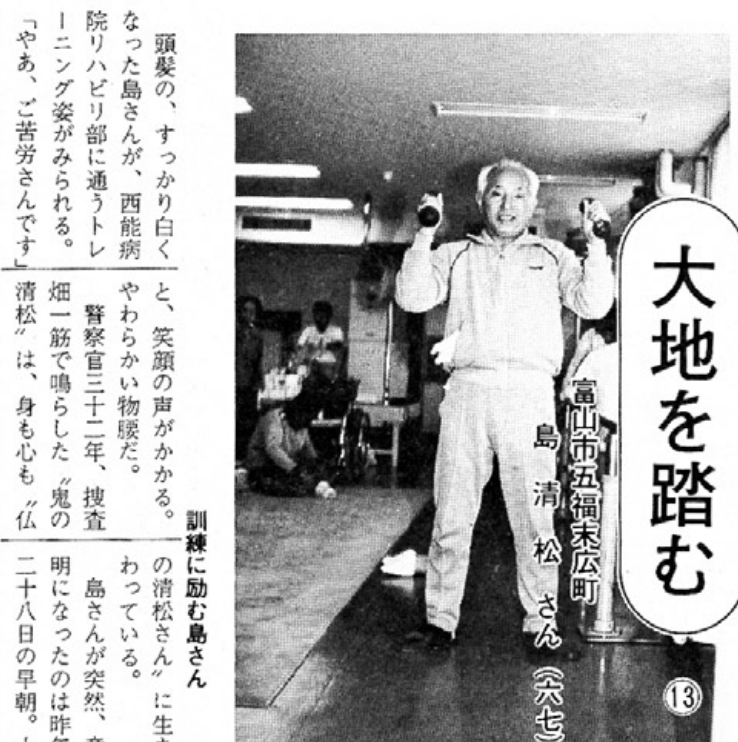 大地を踏む
⑬
富山市五福末広町
島清松さん(六七)
訓練に励む島さん
頭髪の、すっかり白く
なった島さんが、西能病
院リハビリ部に通うトレ
ーニング姿がみられる。
「やあ、ご苦労さんです」
と、笑顔の声がかかる。
やわらかい物腰だ。
警察官三十二年、捜査
畑一筋で鳴らした〝鬼の
清松〟は、身も心も〝仏
の清松さん〟に生
わっている。
島さんが突然、
明になったのは昨
二十八日の早朝。